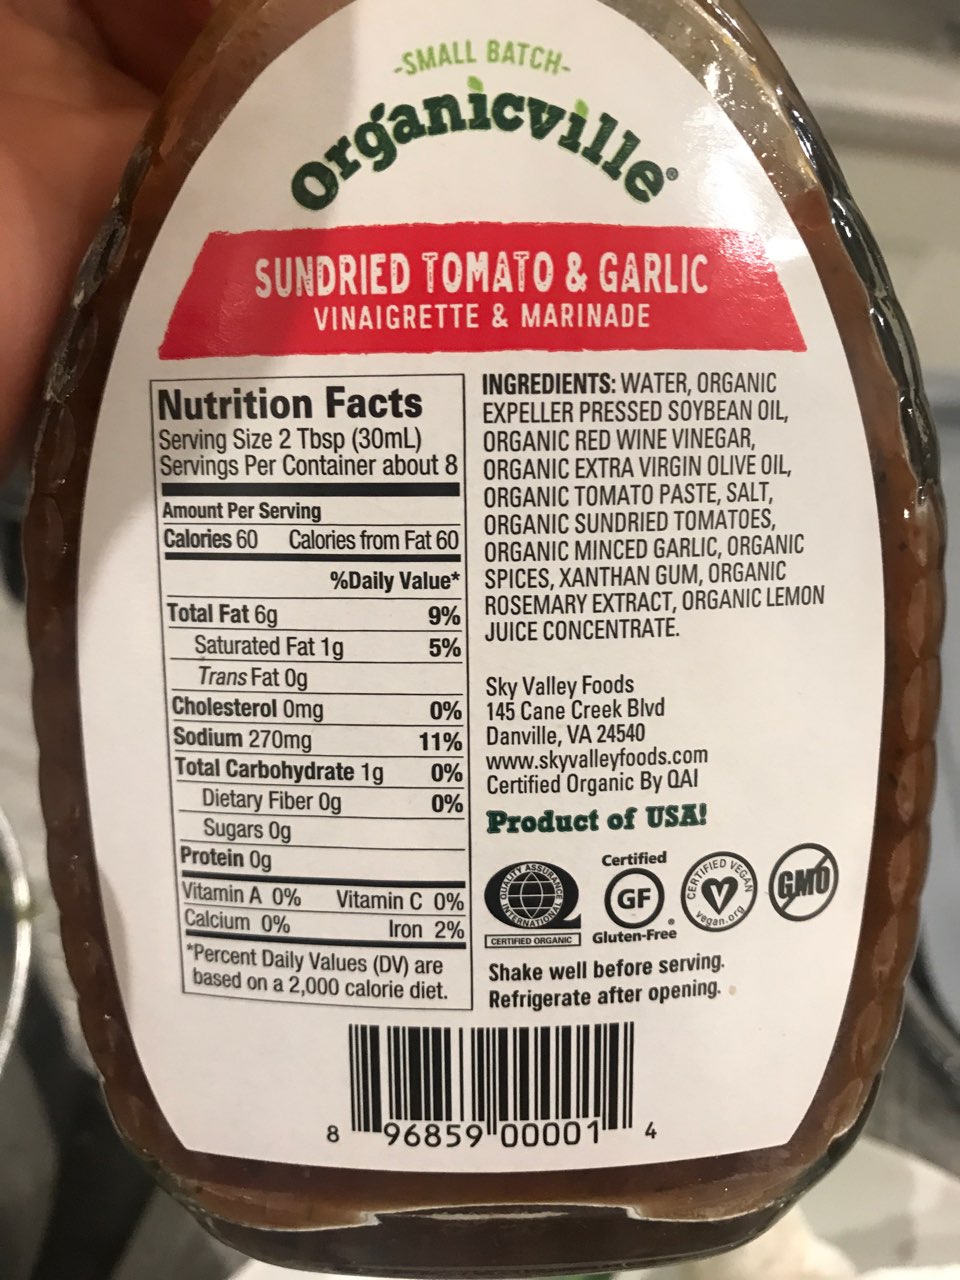 -SMALL BATCH-
Organicville®
SUNDRIED TOMATO & GARLIC
VINAIGRETTE & MARINADE
Nutrition Facts
Serving Size 2 Tbsp (30mL)
Servings Per Container about 8
Amount Per Serving
Calories 60 Calories from Fat 60
%Daily Value*
Total Fat 6g 9%
Saturated Fat 1g 5%
Trans Fat 0g
Cholesterol 0mg 0%
Sodium 270mg 11%
Total Carbohydrate 1g 0%
Dietary Fiber 0g 0%
Sugars 0g
Protein 0g
Vitamin A 0% Vitamin C 0%
Calcium 0% Iron 2%
*Percent Daily Values (DV) are
based on a 2,000 calorie diet.
INGREDIENTS: WATER, ORGANIC
EXPELLER PRESSED SOYBEAN OIL,
ORGANIC RED WINE VINEGAR,
ORGANIC EXTRA VIRGIN OLIVE OIL,
ORGANIC TOMATO PASTE, SALT,
ORGANIC SUNDRIED TOMATOES,
ORGANIC MINCED GARLIC, ORGANIC
SPICES, XANTHAN GUM, ORGANIC
ROSEMARY EXTRACT, ORGANIC LEMON
JUICE CONCENTRATE.
Sky Valley Foods
145 Cane Creek Blvd
Danville, VA 24540
www.skyvalleyfoods.com
Certified Organic By QAI
Product of USA!
QUALITY ASSURANCE
INTERNATIONAL
CERTIFIED ORGANIC
Certified
GF
®
Gluten-Free
CERTIFIED VEGAN
V
vegan.org
GMO
Shake well before serving.
Refrigerate after opening.
8 96859 00001 4